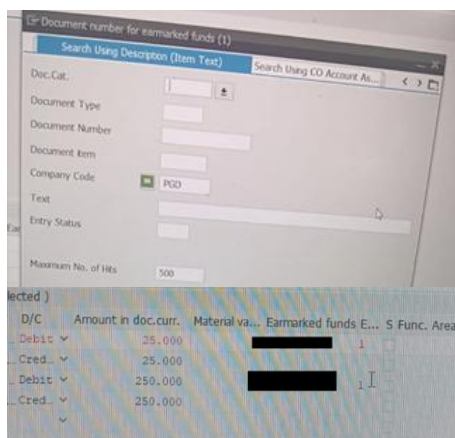 Document number for earmarked funds (1)
Search Using Description (Item Text)
Search Using CO Account As...
Doc.Cat.
Document Type
Document Number
Document item
Company Code
PGO
Text
Entry Status
Maximum No. of Hits
500
lected )
D/C Amount in doc.curr. Material va... Earmarked funds E... S Func. Area
Debit 25.000 1
Cred… 25.000
Debit 250.000 1
Cred… 250.000